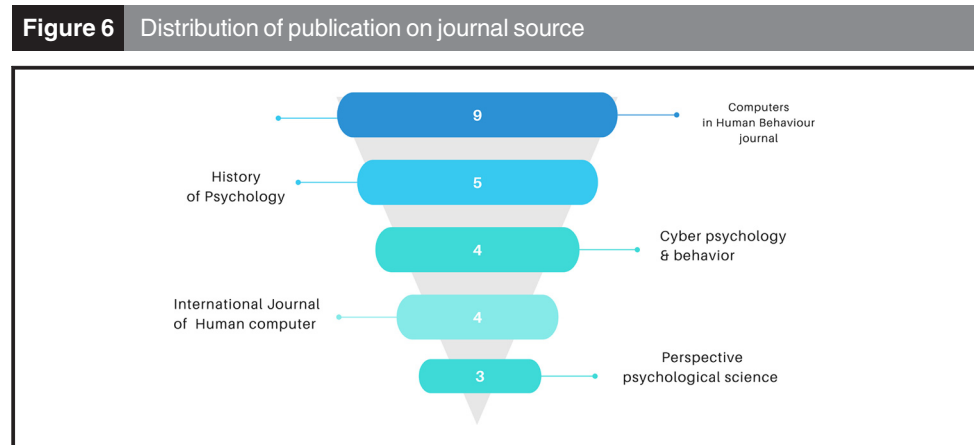 Figure 6 Distribution of publication on journal source
9
Computers
in Human Behaviour
journal
History
of Psychology
5
4
Cyber psychology
& behavior
International Journal
of Human computer
4
3
Perspective
psychological science